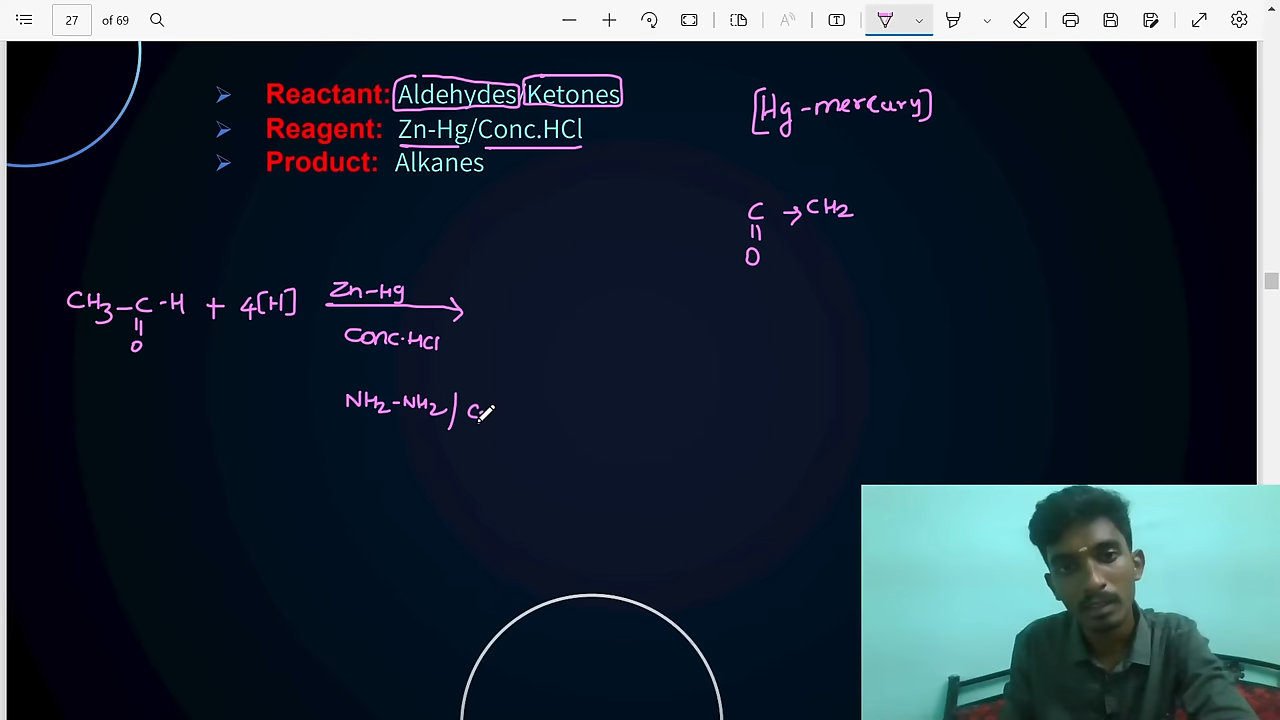 27 of 69
Reactant: Aldehydes/Ketones
Reagent: Zn-Hg/Conc.HCl
Product: Alkanes
[Hg-mercury]
C → CH2
||
O
CH3-C-H + 4[H] Zn-Hg
||
O
Conc.HCl
NH2-NH2/C